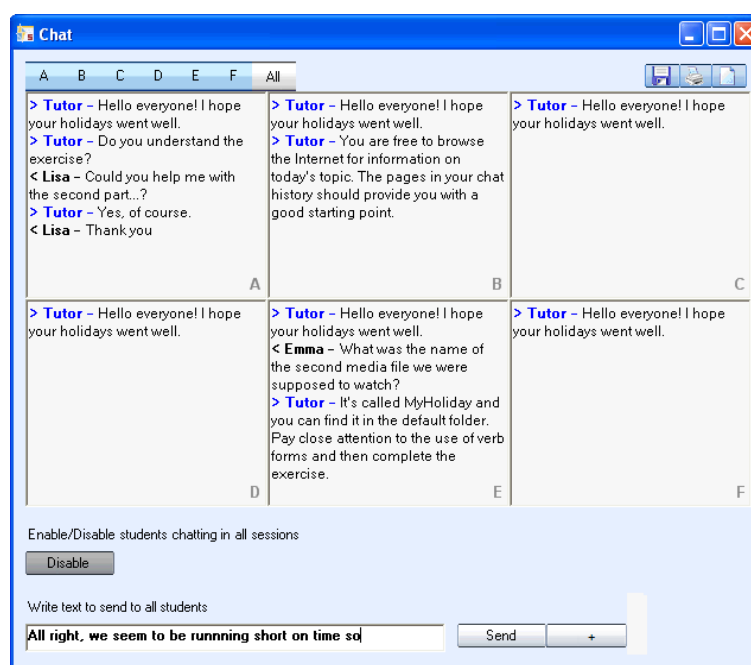 Chat
A B C D E F All
> Tutor – Hello everyone! I hope
your holidays went well.
> Tutor – Do you understand the
exercise?
< Lisa – Could you help me with
the second part...?
> Tutor – Yes, of course.
< Lisa – Thank you
A
> Tutor – Hello everyone! I hope
your holidays went well.
> Tutor – You are free to browse
the Internet for information on
today's topic. The pages in your chat
history should provide you with a
good starting point.
B
> Tutor – Hello everyone! I hope
your holidays went well.
C
> Tutor – Hello everyone! I hope
your holidays went well.
D
> Tutor – Hello everyone! I hope
your holidays went well.
< Emma – What was the name of
the second media file we were
supposed to watch?
> Tutor – It's called MyHoliday and
you can find it in the default folder.
Pay close attention to the use of verb
forms and then complete the
exercise.
E
> Tutor – Hello everyone! I hope
your holidays went well.
F
Enable/Disable students chatting in all sessions
Disable
Write text to send to all students
All right, we seem to be runnning short on time so
Send +